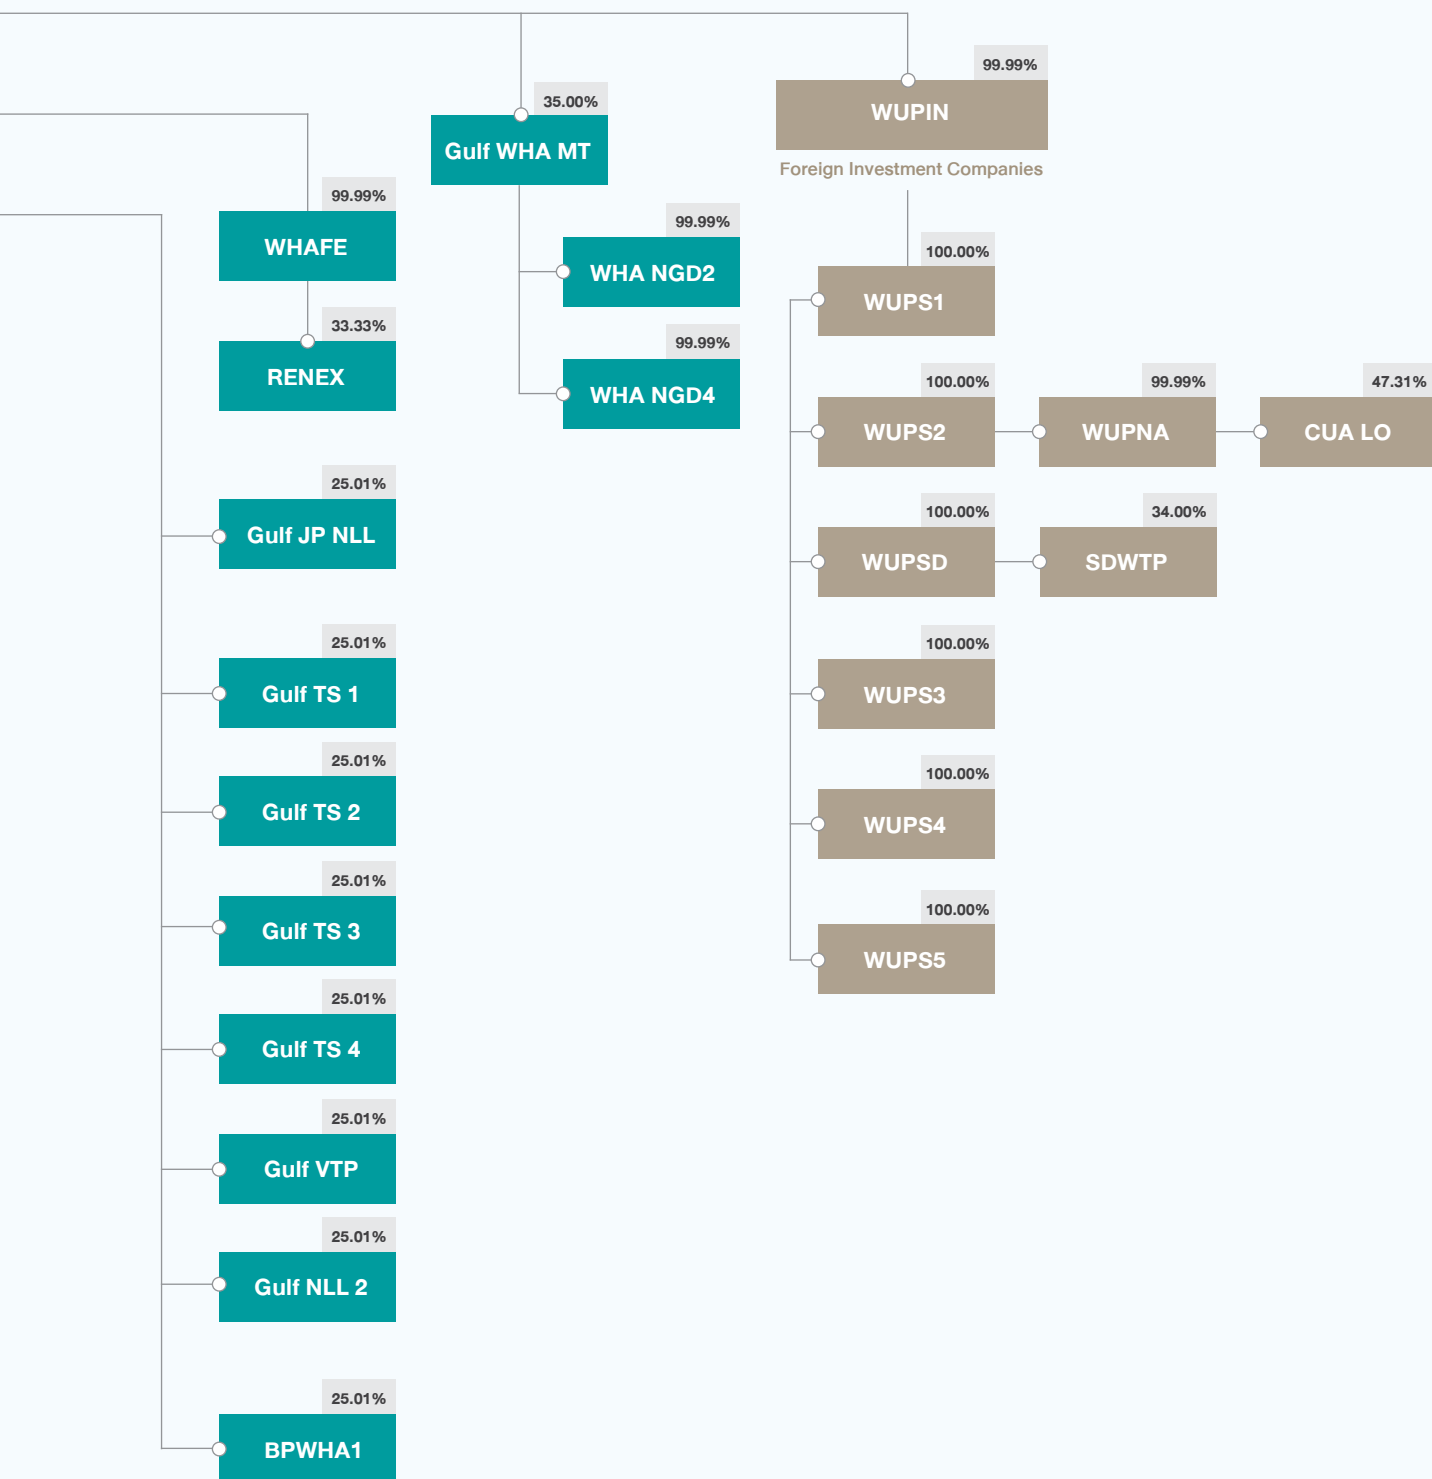 99.99%
WUPIN
Foreign Investment Companies
35.00%
Gulf WHA MT
99.99%
WHAFE
33.33%
RENEX
99.99%
WHA NGD2
99.99%
WHA NGD4
100.00%
WUPS1
100.00%
WUPS2
99.99%
WUPNA
47.31%
CUA LO
100.00%
WUPSD
34.00%
SDWTP
100.00%
WUPS3
100.00%
WUPS4
100.00%
WUPS5
25.01%
Gulf JP NLL
25.01%
Gulf TS 1
25.01%
Gulf TS 2
25.01%
Gulf TS 3
25.01%
Gulf TS 4
25.01%
Gulf VTP
25.01%
Gulf NLL 2
25.01%
BPWHA1